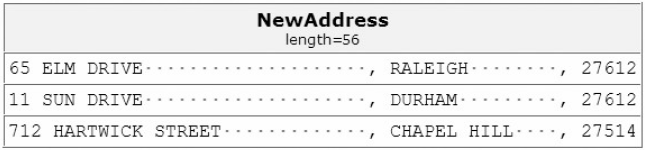 NewAddress
length=56
65 ELM DRIVE····················, RALEIGH········, 27612
11 SUN DRIVE····················, DURHAM·········, 27612
712 HARTWICK STREET·············, CHAPEL HILL····, 27514